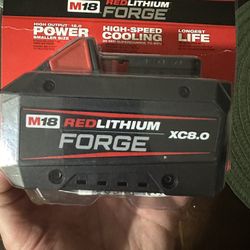 M18 REDLITHIUM
FORGE
HIGH OUTPUT 12.0
POWER
SMALLER SIZE
HIGH-SPEED
COOLING
LONGEST
LIFE
M18 REDLITHIUM
FORGE XC8.0